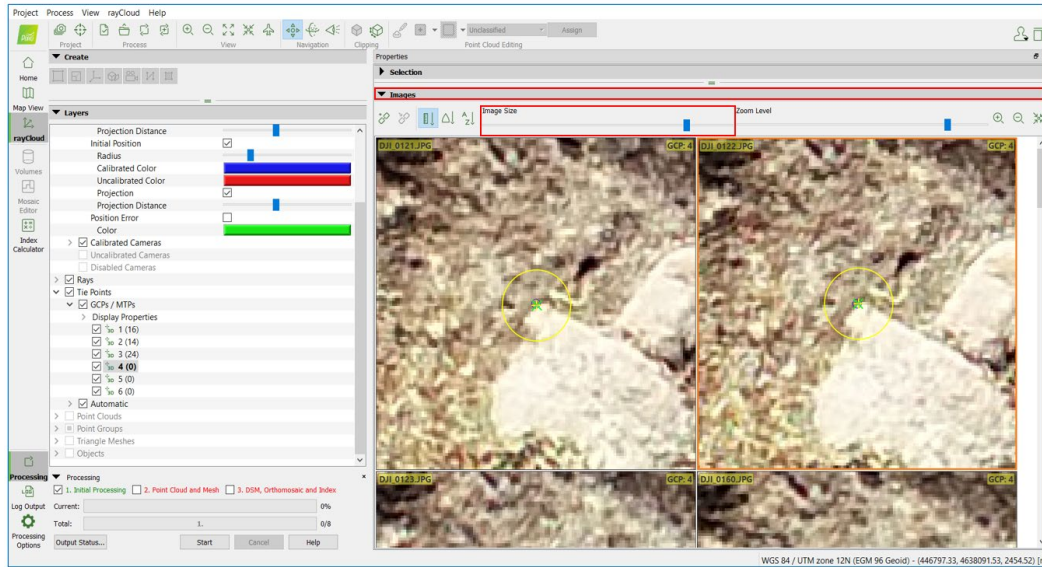 Project Process View rayCloud Help
Project Process View Navigation Clipping Point Cloud Editing
Unclassified Assign
Home
Map View
rayCloud
Volumes
Mosaic Editor
Index Calculator
Processing
Log Output
Processing Options
Create
Layers
Projection Distance
Initial Position
Radius
Calibrated Color
Uncalibrated Color
Projection
Projection Distance
Position Error
Color
Calibrated Cameras
Uncalibrated Cameras
Disabled Cameras
Rays
Tie Points
GCPs / MTPs
Display Properties
1 (16)
2 (14)
3 (24)
4 (0)
5 (0)
6 (0)
Automatic
Point Clouds
Point Groups
Triangle Meshes
Objects
Processing
1. Initial Processing 2. Point Cloud and Mesh 3. DSM, Orthomosaic and Index
Current: 0%
Total: 1. 0/8
Output Status... Start Cancel Help
Properties
Selection
Images
Image Size Zoom Level
DJI_0121.JPG GCP: 4 DJI_0122.JPG GCP: 4
DJI_0123.JPG GCP: 4 DJI_0160.JPG GCP: 4
WGS 84 / UTM zone 12N (EGM 96 Geoid) - (446797.33, 4638091.53, 2454.52) [